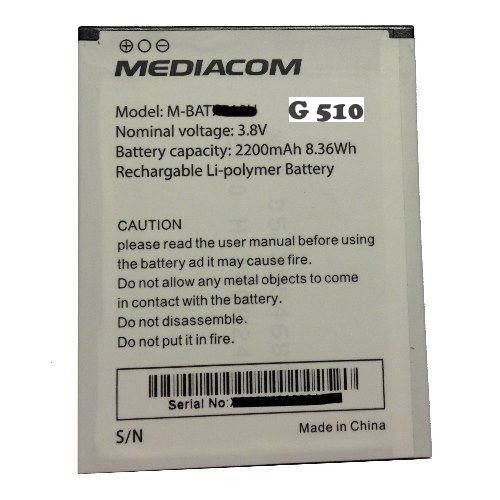 MEDIACOM
Model: M-BAT G 510
Nominal voltage: 3.8V
Battery capacity: 2200mAh 8.36Wh
Rechargable Li-polymer Battery
CAUTION
please read the user manual before using
the battery ad it may cause fire.
Do not allow any metal objects to come
in contact with the battery.
Do not disassemble.
Do not put it in fire.
Serial No:
S/N
Made in China